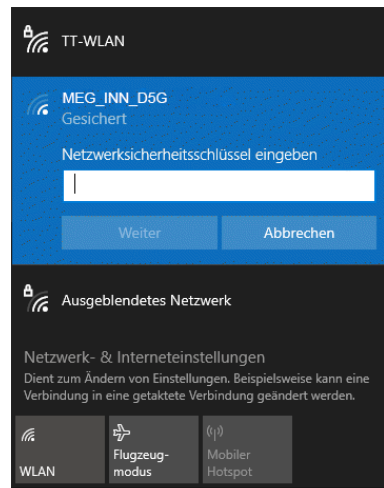 TT-WLAN
MEG_INN_D5G
Gesichert
Netzwerksicherheitsschlüssel eingeben
Weiter
Abbrechen
Ausgeblendetes Netzwerk
Netzwerk- & Interneteinstellungen
Dient zum Ändern von Einstellungen. Beispielsweise kann eine
Verbindung in eine getaktete Verbindung geändert werden.
WLAN
Flugzeug-
modus
Mobiler
Hotspot